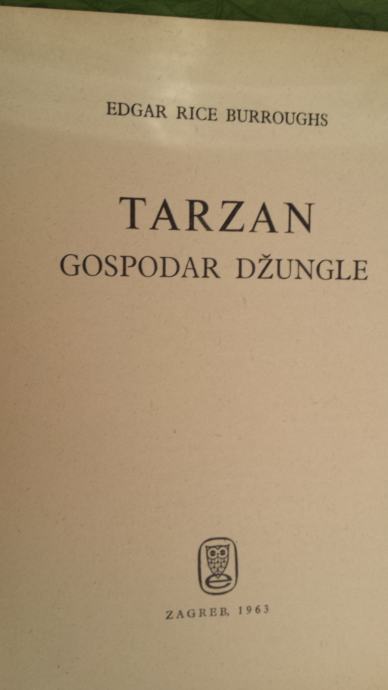 EDGAR RICE BURROUGHS
TARZAN
GOSPODAR DŽUNGLE
ZAGREB, 1963